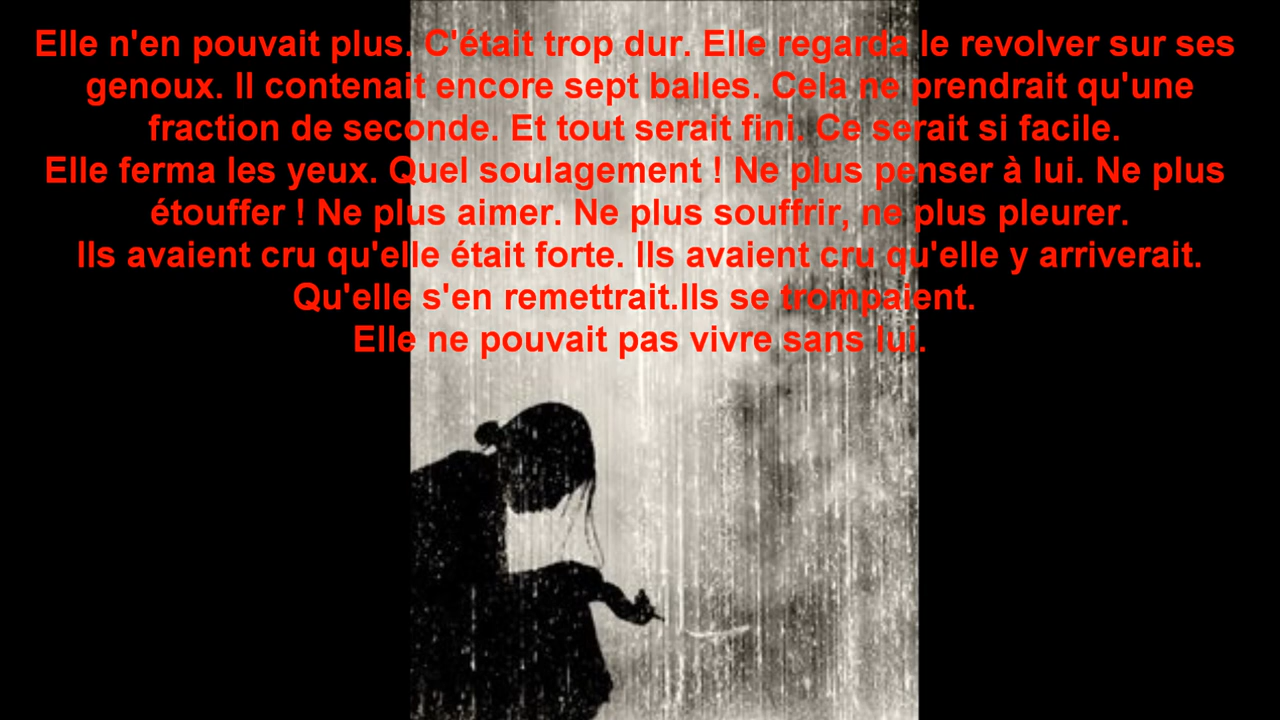 Elle n'en pouvait plus. C'était trop dur. Elle regarda le revolver sur ses
genoux. Il contenait encore sept balles. Cela ne prendrait qu'une
fraction de seconde. Et tout serait fini. Ce serait si facile.
Elle ferma les yeux. Quel soulagement ! Ne plus penser à lui. Ne plus
étouffer ! Ne plus aimer. Ne plus souffrir, ne plus pleurer.
Ils avaient cru qu'elle était forte. Ils avaient cru qu'elle y arriverait.
Qu'elle s'en remettrait.Ils se trompaient.
Elle ne pouvait pas vivre sans lui.